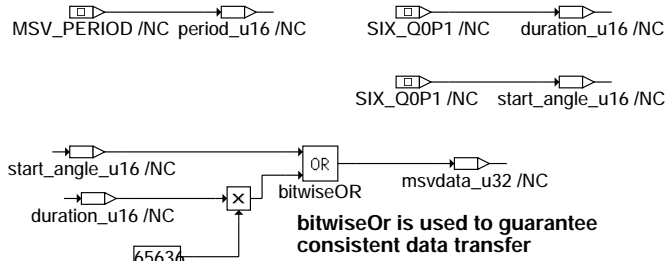 MSV_PERIOD /NC period_u16 /NC SIX_Q0P1 /NC duration_u16 /NC
SIX_Q0P1 /NC start_angle_u16 /NC
start_angle_u16 /NC
OR
bitwiseOR
msvdata_u32 /NC
duration_u16 /NC
×
bitwiseOr is used to guarantee
consistent data transfer
65636